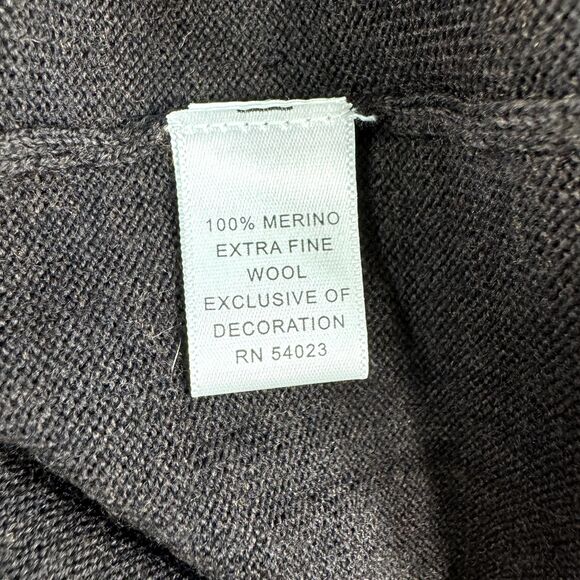 100% MERINO
EXTRA FINE
WOOL
EXCLUSIVE OF
DECORATION
RN 54023